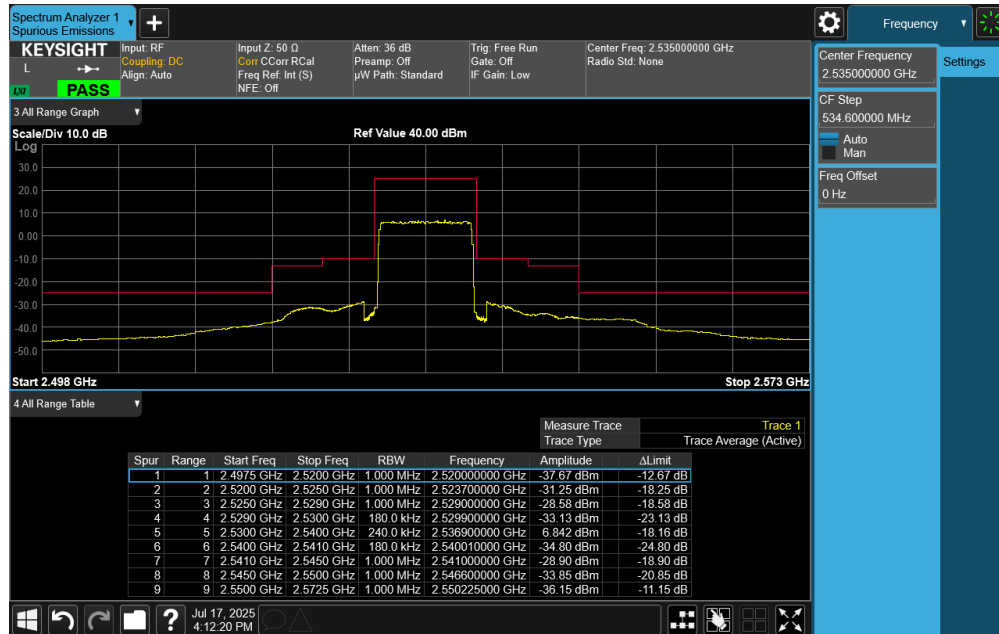 Spectrum Analyzer 1
Spurious Emissions
Frequency
KEYSIGHT
L
LXI
PASS
Input: RF
Coupling: DC
Align: Auto
Input Z: 50 Ω
Corr CCorr RCal
Freq Ref: Int (S)
NFE: Off
Atten: 36 dB
Preamp: Off
µW Path: Standard
Trig: Free Run
Gate: Off
IF Gain: Low
Center Freq: 2.535000000 GHz
Radio Std: None
Center Frequency
2.535000000 GHz
Settings
CF Step
534.600000 MHz
Auto
Man
Freq Offset
0 Hz
3 All Range Graph
Scale/Div 10.0 dB
Ref Value 40.00 dBm
Log
30.0
20.0
10.0
0.00
-10.0
-20.0
-30.0
-40.0
-50.0
Start 2.498 GHz
Stop 2.573 GHz
4 All Range Table
Measure Trace Trace 1
Trace Type Trace Average (Active)
Spur Range Start Freq Stop Freq RBW Frequency Amplitude ΔLimit
1 1 2.4975 GHz 2.5200 GHz 1.000 MHz 2.520000000 GHz -37.67 dBm -12.67 dB
2 2 2.5200 GHz 2.5250 GHz 1.000 MHz 2.523700000 GHz -31.25 dBm -18.25 dB
3 3 2.5250 GHz 2.5290 GHz 1.000 MHz 2.529000000 GHz -28.58 dBm -18.58 dB
4 4 2.5290 GHz 2.5300 GHz 180.0 kHz 2.529900000 GHz -33.13 dBm -23.13 dB
5 5 2.5300 GHz 2.5400 GHz 240.0 kHz 2.536900000 GHz 6.842 dBm -18.16 dB
6 6 2.5400 GHz 2.5410 GHz 180.0 kHz 2.540010000 GHz -34.80 dBm -24.80 dB
7 7 2.5410 GHz 2.5450 GHz 1.000 MHz 2.541000000 GHz -28.90 dBm -18.90 dB
8 8 2.5450 GHz 2.5500 GHz 1.000 MHz 2.546600000 GHz -33.85 dBm -20.85 dB
9 9 2.5500 GHz 2.5725 GHz 1.000 MHz 2.550225000 GHz -36.15 dBm -11.15 dB
?
Jul 17, 2025
4:12:20 PM